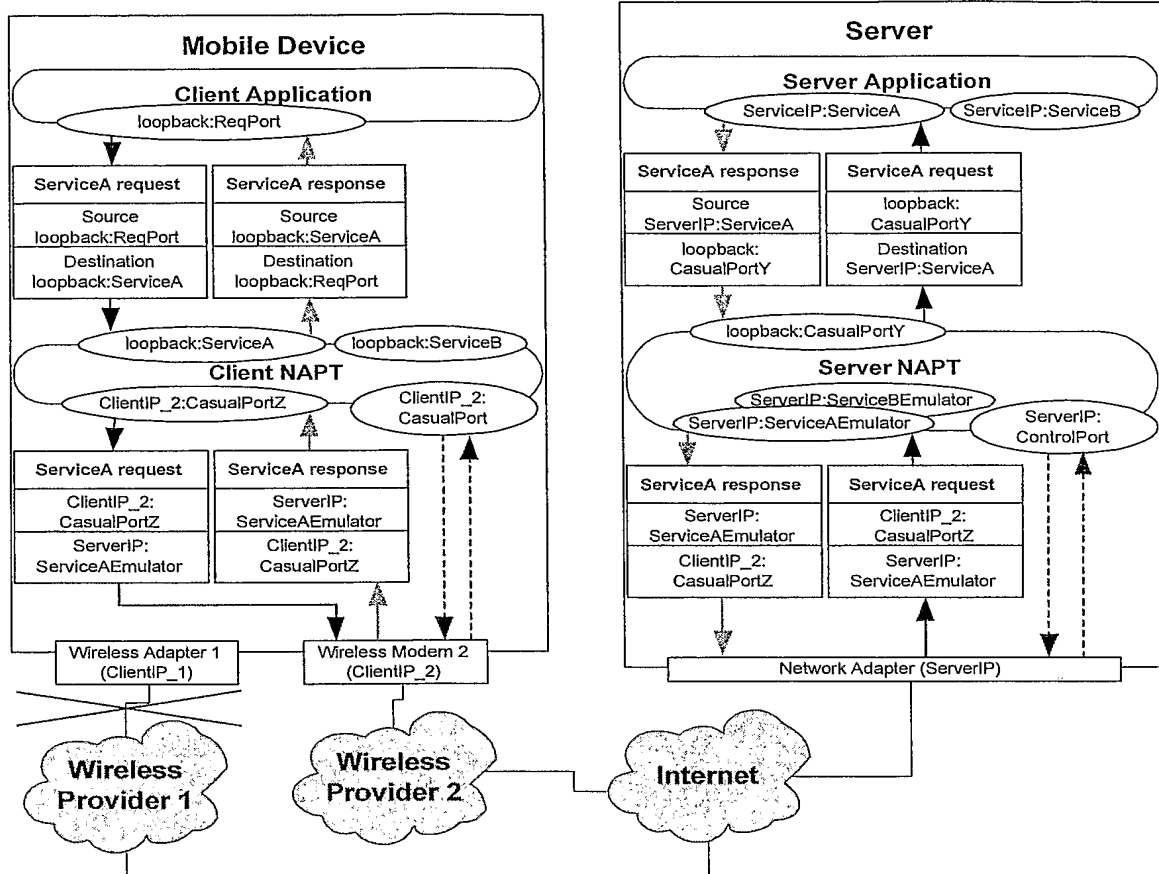 Mobile Device
Client Application
loopback:ReqPort
ServiceA request
Source
loopback:ReqPort
Destination
loopback:ServiceA
ServiceA response
Source
loopback:ServiceA
Destination
loopback:ReqPort
loopback:ServiceA
loopback:ServiceB
Client NAPT
ClientIP_2:CasualPortZ
ClientIP_2:
CasualPort
ServiceA request
ClientIP_2:
CasualPortZ
ServerIP:
ServiceAEmulator
ServiceA response
ServerIP:
ServiceAEmulator
ClientIP_2:
CasualPortZ
Wireless Adapter 1
(ClientIP_1)
Wireless Modem 2
(ClientIP_2)
Wireless
Provider 1
Wireless
Provider 2
Internet
Server
Server Application
ServiceIP:ServiceA
ServiceIP:ServiceB
ServiceA response
Source
ServerIP:ServiceA
loopback:
CasualPortY
ServiceA request
loopback:
CasualPortY
Destination
ServerIP:ServiceA
loopback:CasualPortY
Server NAPT
ServerIP:ServiceBEmulator
ServerIP:ServiceAEmulator
ServerIP:
ControlPort
ServiceA response
ServerIP:
ServiceAEmulator
ClientIP_2:
CasualPortZ
ServiceA request
ClientIP_2:
CasualPortZ
ServerIP:
ServiceAEmulator
Network Adapter (ServerIP)